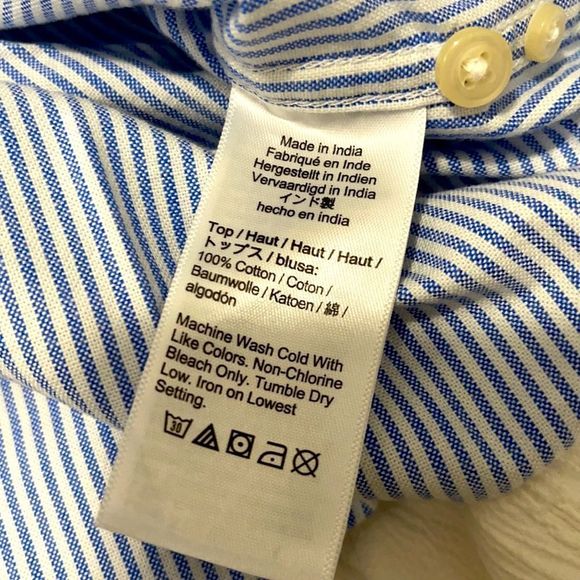 Made in India
Fabriqué en Inde
Hergestellt in Indien
Vervaardigd in India
インド製
hecho en india
Top / Haut / Haut / Haut /
トップス / blusa:
100% Cotton / Coton /
Baumwolle / Katoen / 綿 /
algodón
Machine Wash Cold With
Like Colors. Non-Chlorine
Bleach Only. Tumble Dry
Low. Iron on Lowest
Setting.
30